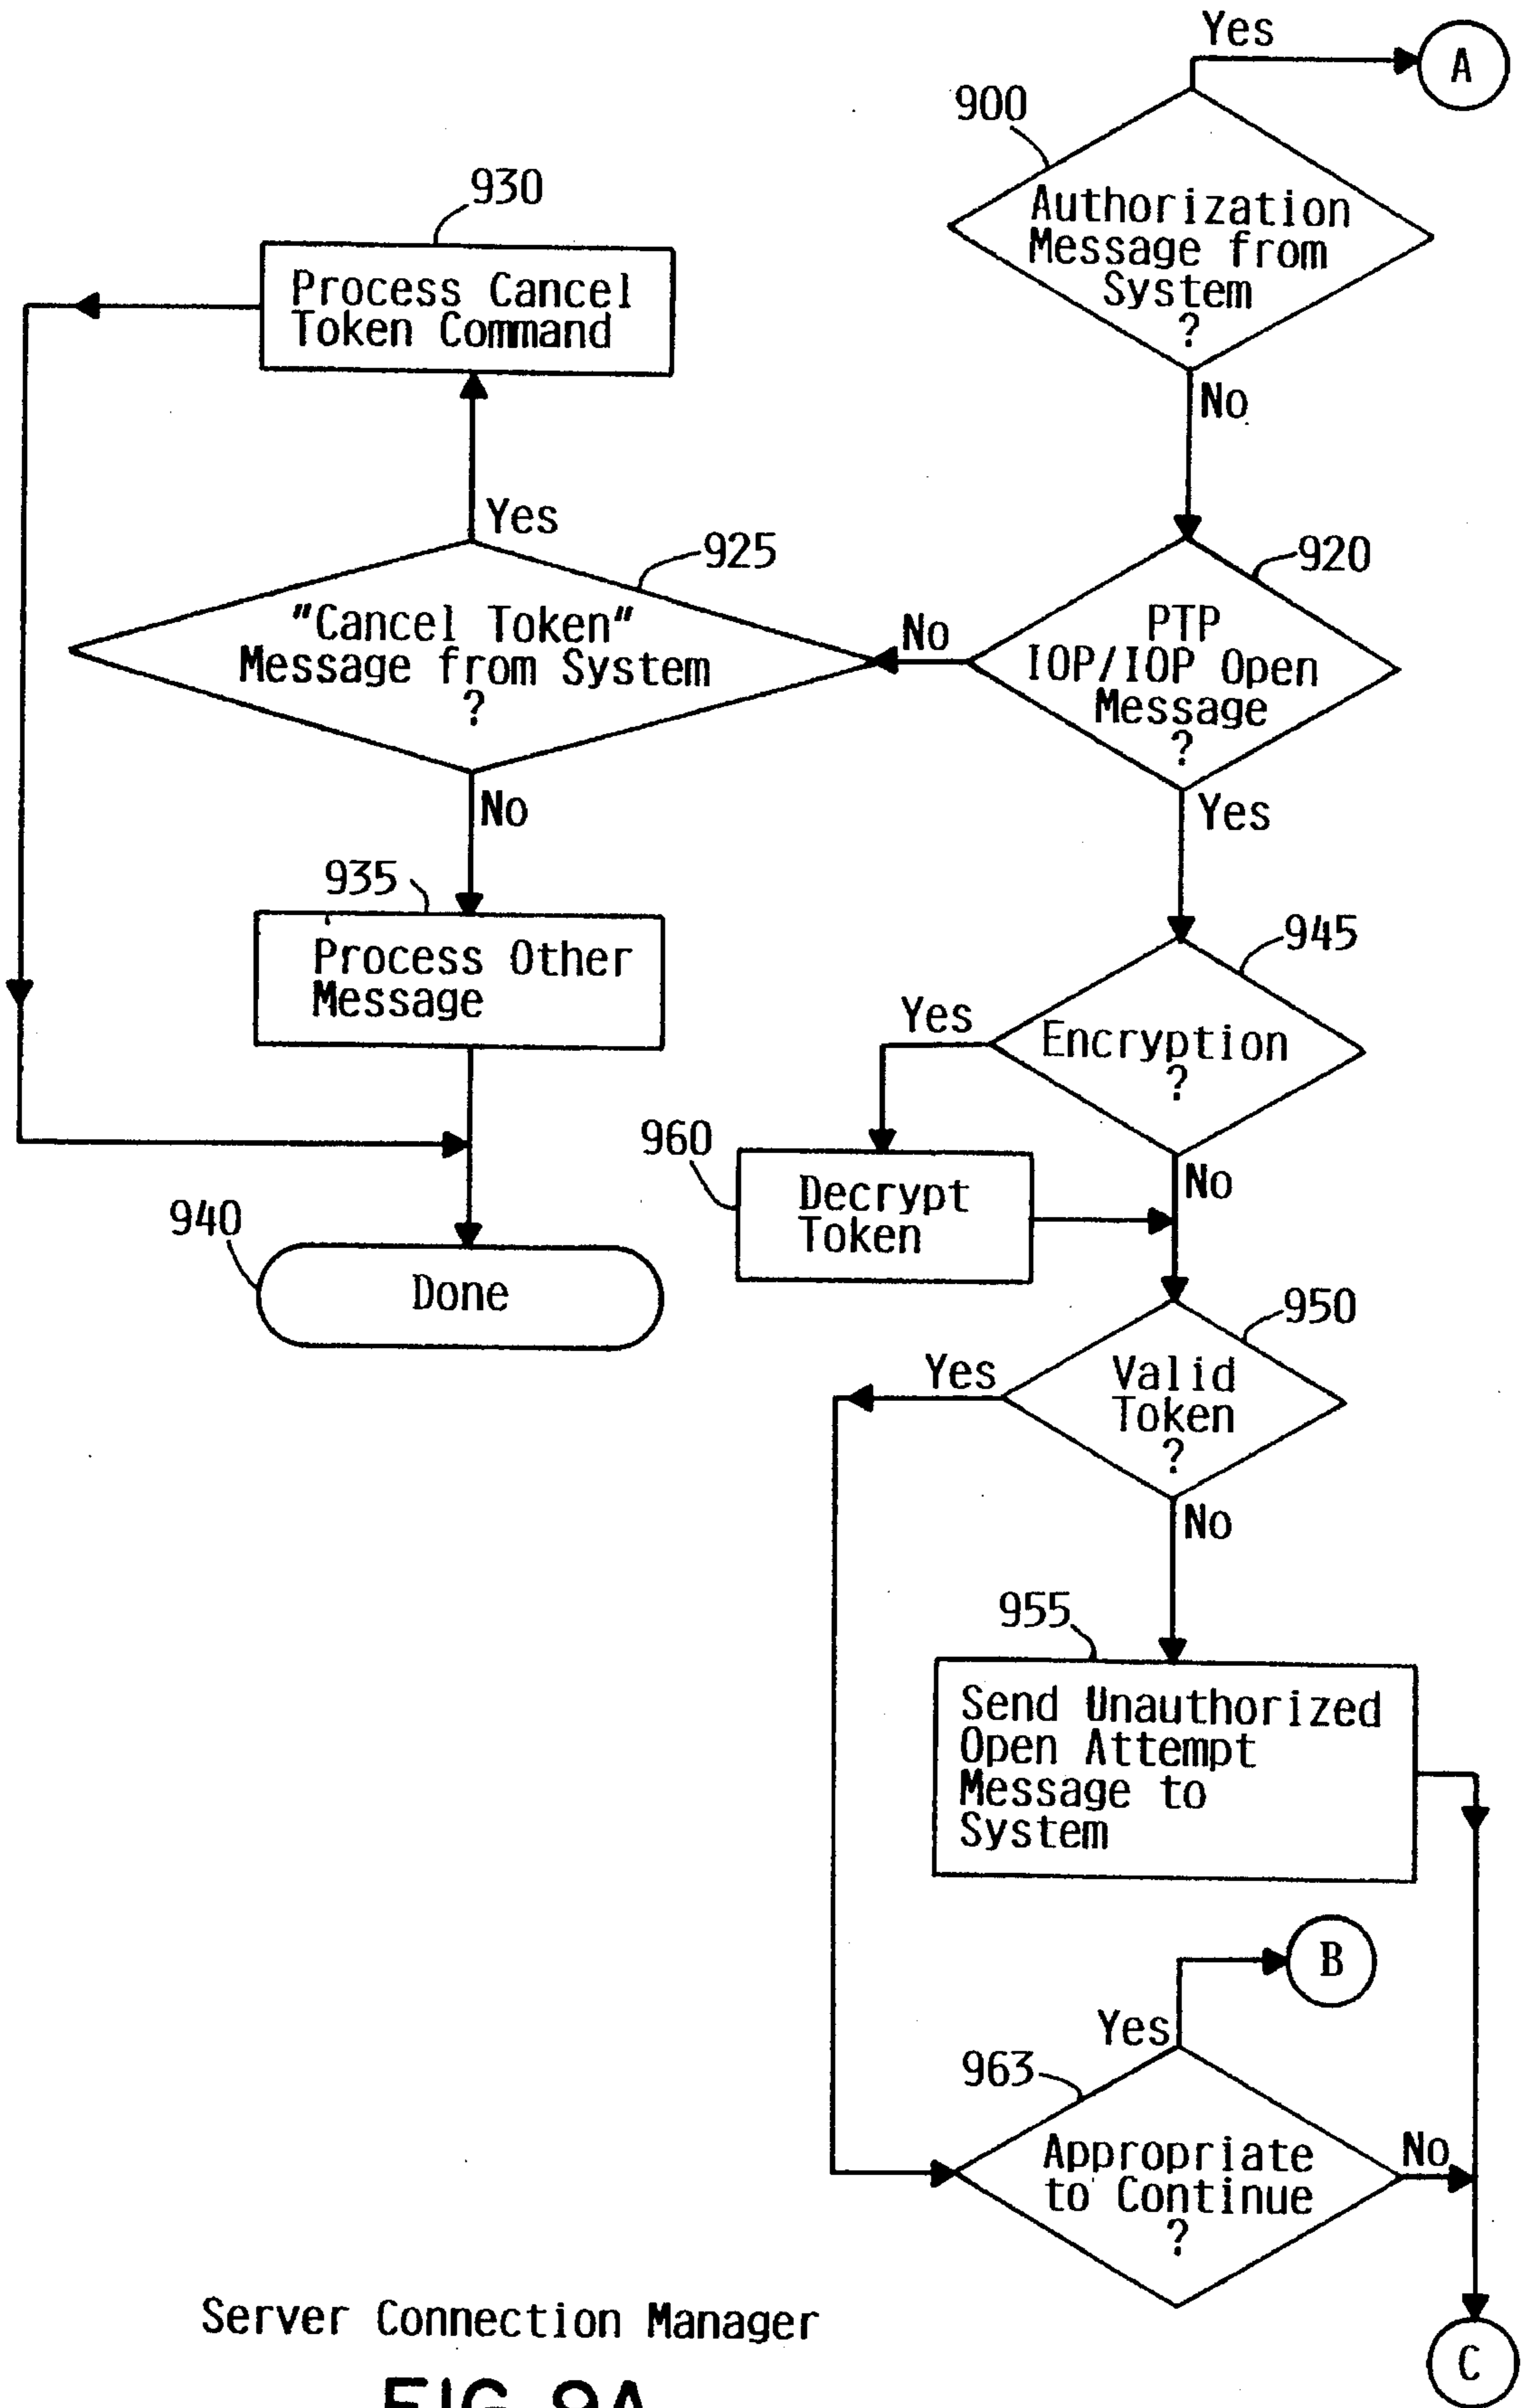 Yes
A
900
Authorization
Message from
System
?
No
930
Process Cancel
Token Command
Yes
925
"Cancel Token"
Message from System
?
No
920
PTP
IOP/IOP Open
Message
?
No
Yes
935
Process Other
Message
945
Encryption
?
Yes
No
960
Decrypt
Token
940
Done
950
Valid
Token
?
Yes
No
955
Send Unauthorized
Open Attempt
Message to
System
B
Yes
963
Appropriate
to Continue
?
No
C
Server Connection Manager
FIG. 9A